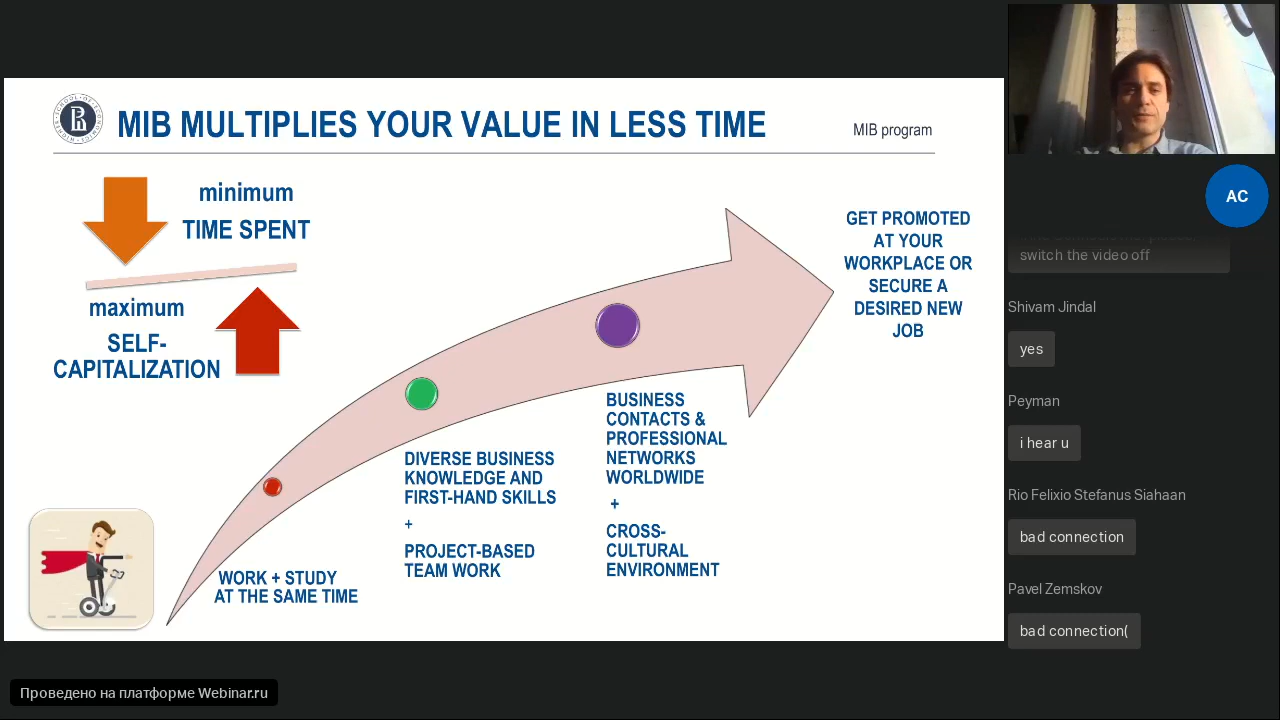 MIB MULTIPLIES YOUR VALUE IN LESS TIME
MIB program
minimum
TIME SPENT
maximum
SELF-
CAPITALIZATION
WORK + STUDY
AT THE SAME TIME
DIVERSE BUSINESS
KNOWLEDGE AND
FIRST-HAND SKILLS
+
PROJECT-BASED
TEAM WORK
BUSINESS
CONTACTS &
PROFESSIONAL
NETWORKS
WORLDWIDE
+
CROSS-
CULTURAL
ENVIRONMENT
GET PROMOTED
AT YOUR
WORKPLACE OR
SECURE A
DESIRED NEW
JOB
AC
switch the video off
Shivam Jindal
yes
Peyman
i hear u
Rio Felixio Stefanus Siahaan
bad connection
Pavel Zemskov
bad connection(
Проведено на платформе Webinar.ru